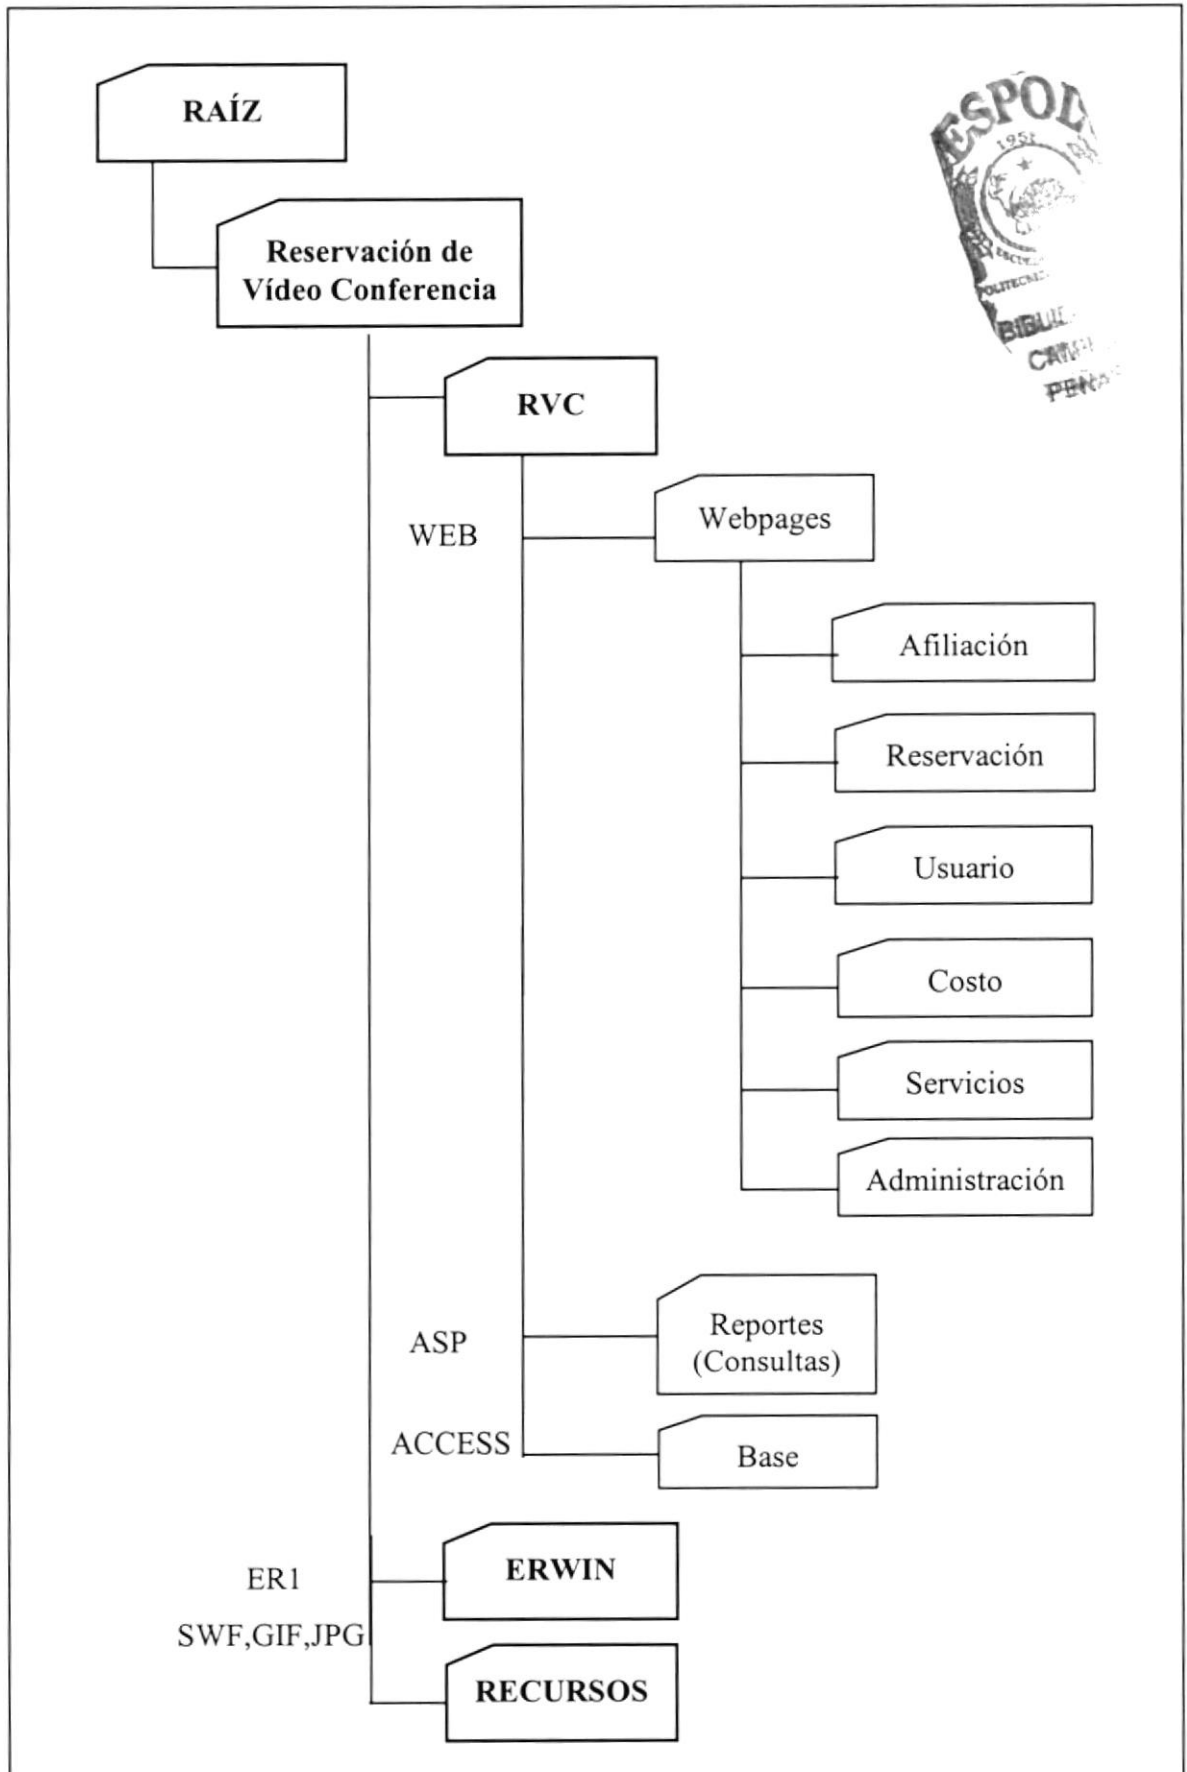 RAÍZ
ESPOL
1951
Reservación de
Vídeo Conferencia
RVC
WEB
Webpages
Afiliación
Reservación
Usuario
Costo
Servicios
Administración
ASP
Reportes
(Consultas)
ACCESS
Base
ER1
ERWIN
SWF,GIF,JPG
RECURSOS